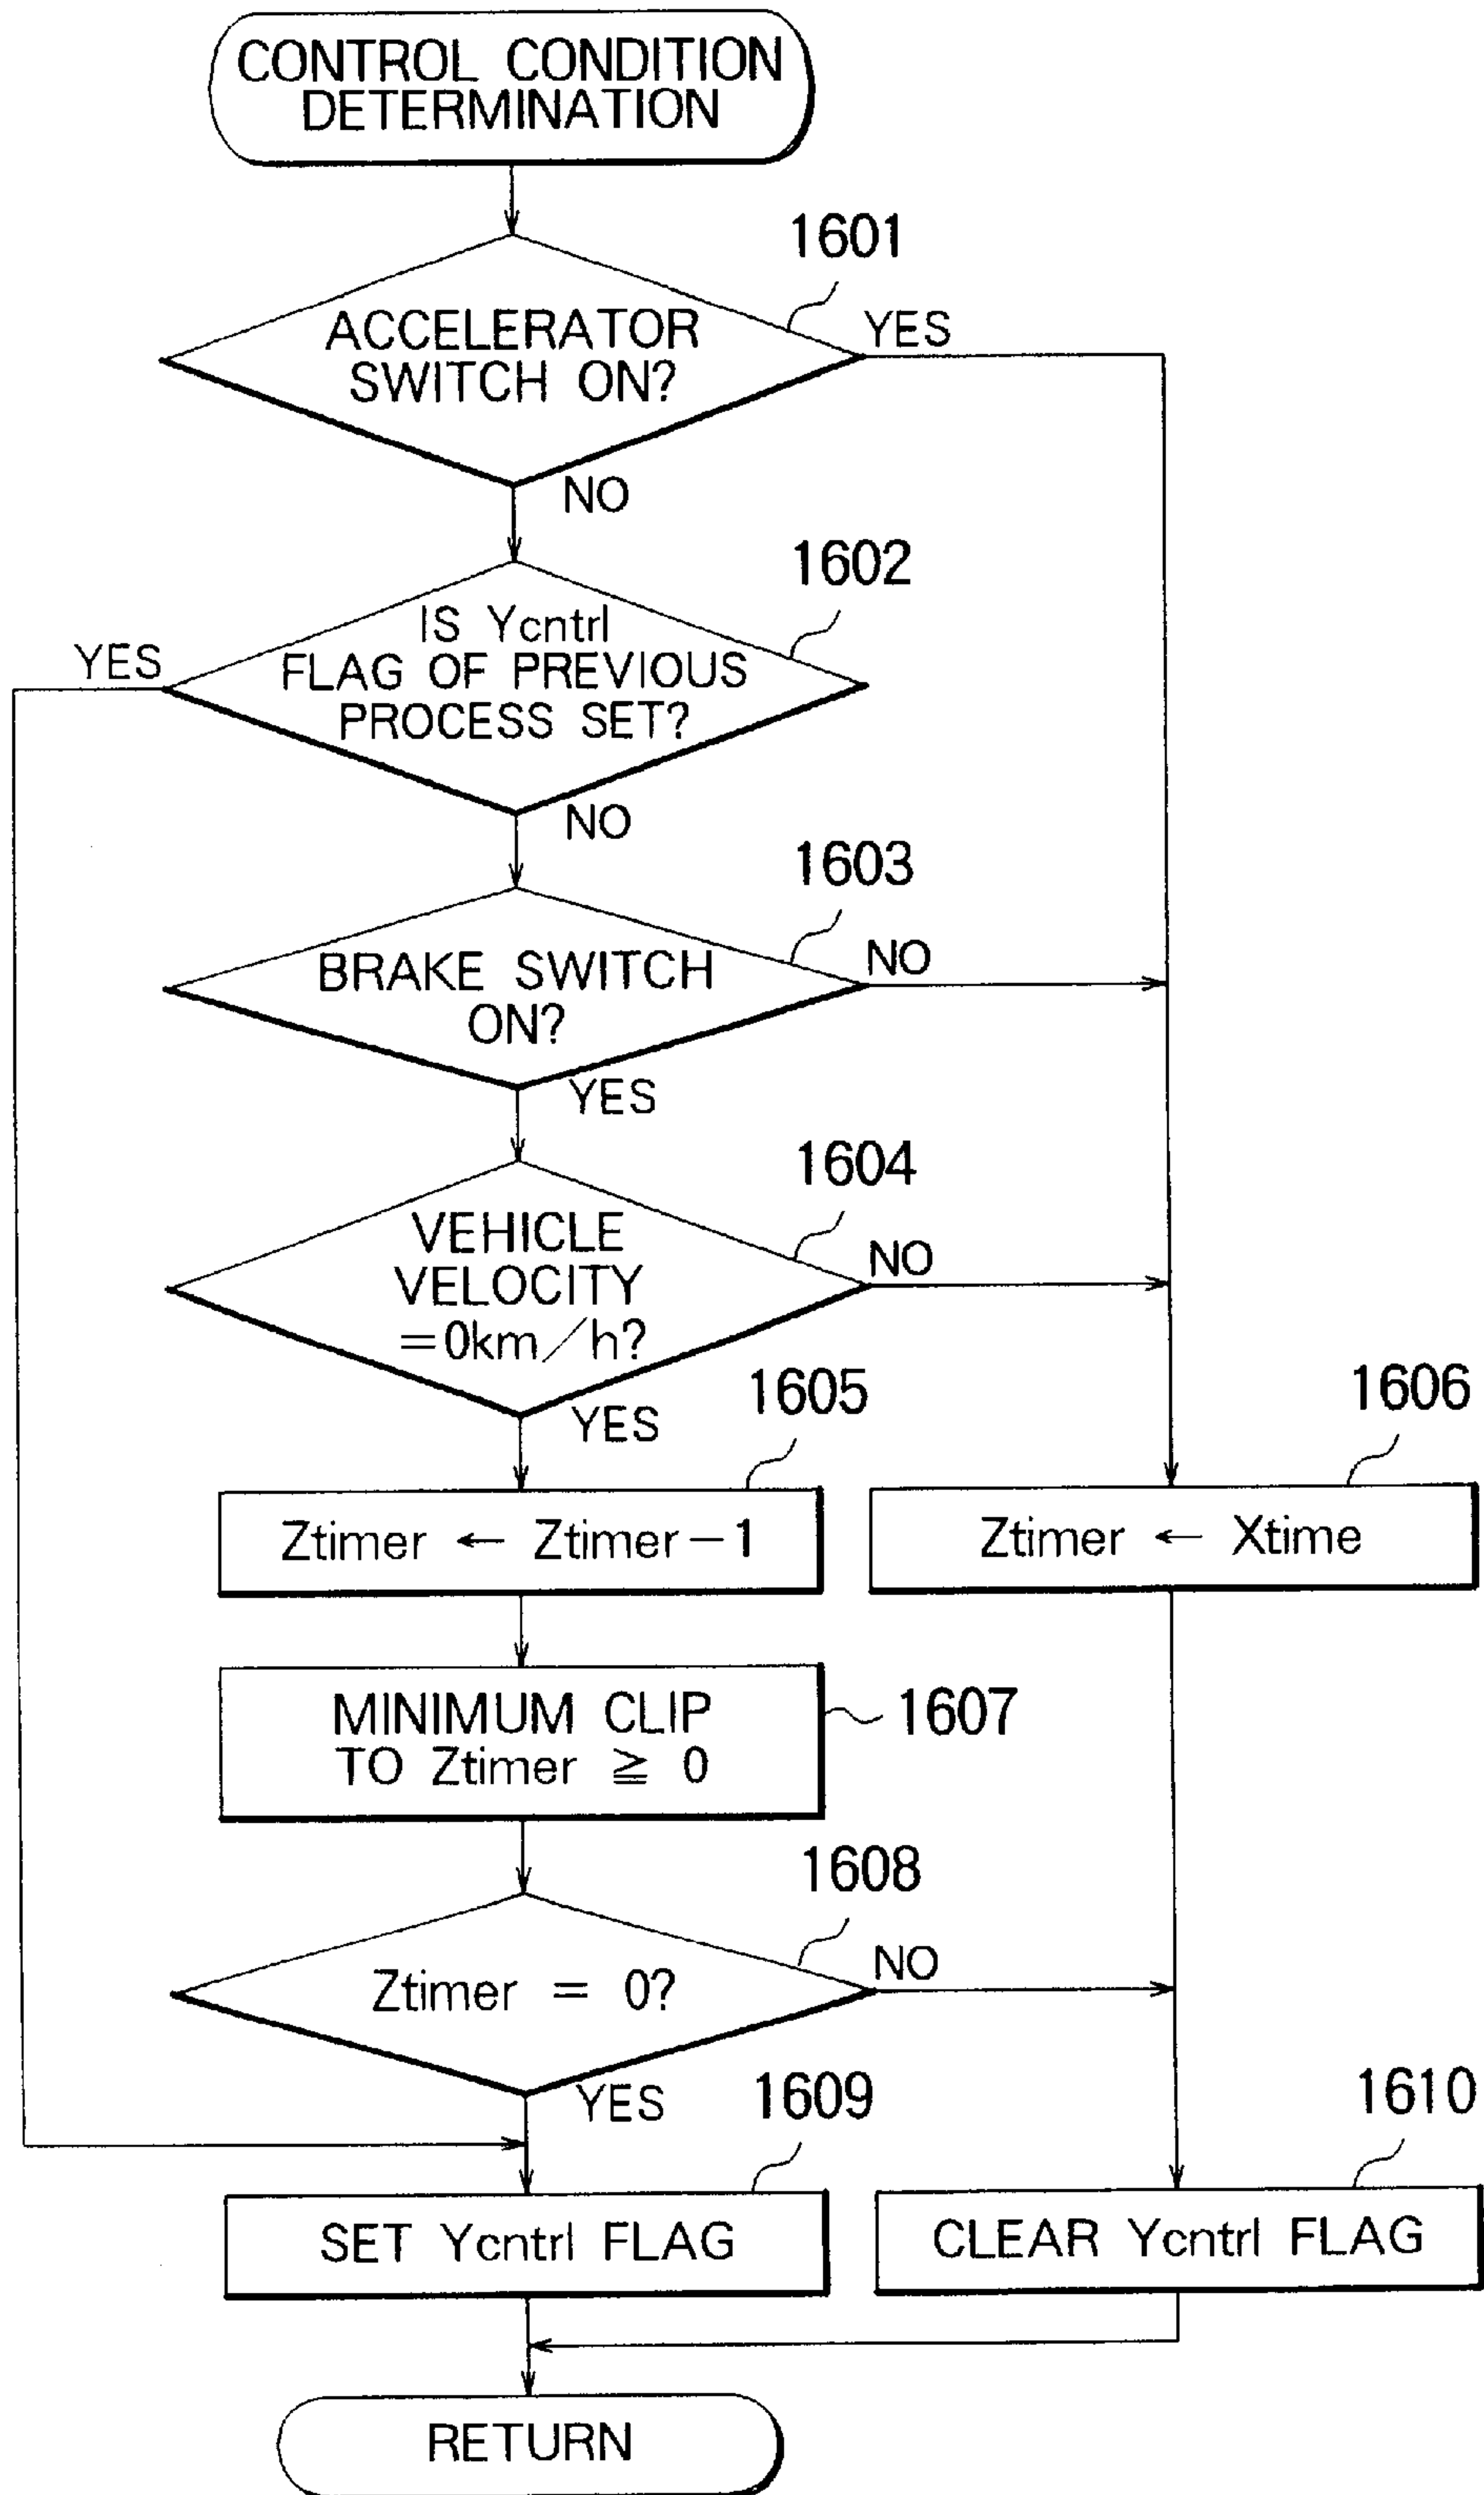 CONTROL CONDITION
DETERMINATION
1601
ACCELERATOR
SWITCH ON?
YES
NO
1602
IS Ycntrl
FLAG OF PREVIOUS
PROCESS SET?
YES
NO
1603
BRAKE SWITCH
ON?
NO
YES
1604
VEHICLE
VELOCITY
=0km/h?
NO
YES
1605
1606
Ztimer ← Ztimer-1
Ztimer ← Xtime
MINIMUM CLIP
TO Ztimer ≧ 0
1607
1608
Ztimer = 0?
NO
YES
1609
1610
SET Ycntrl FLAG
CLEAR Ycntrl FLAG
RETURN